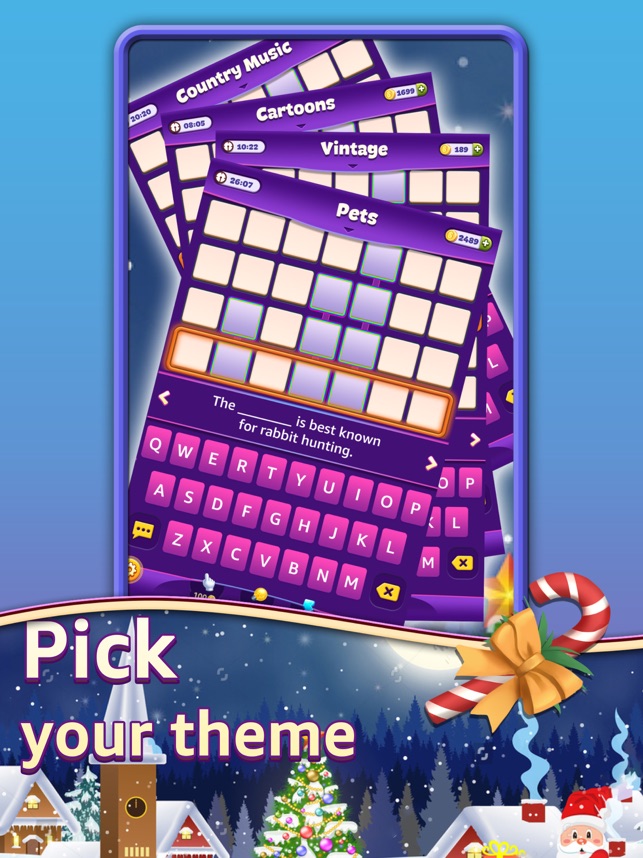 Country Music
20:20
Cartoons
08:05
1699
Vintage
10:22
189
Pets
26:07
2489
The _______ is best known
for rabbit hunting.
Q W E R T Y U I O P
A S D F G H J K L
Z X C V B N M
O P
K L
M
L
100
Pick
your theme